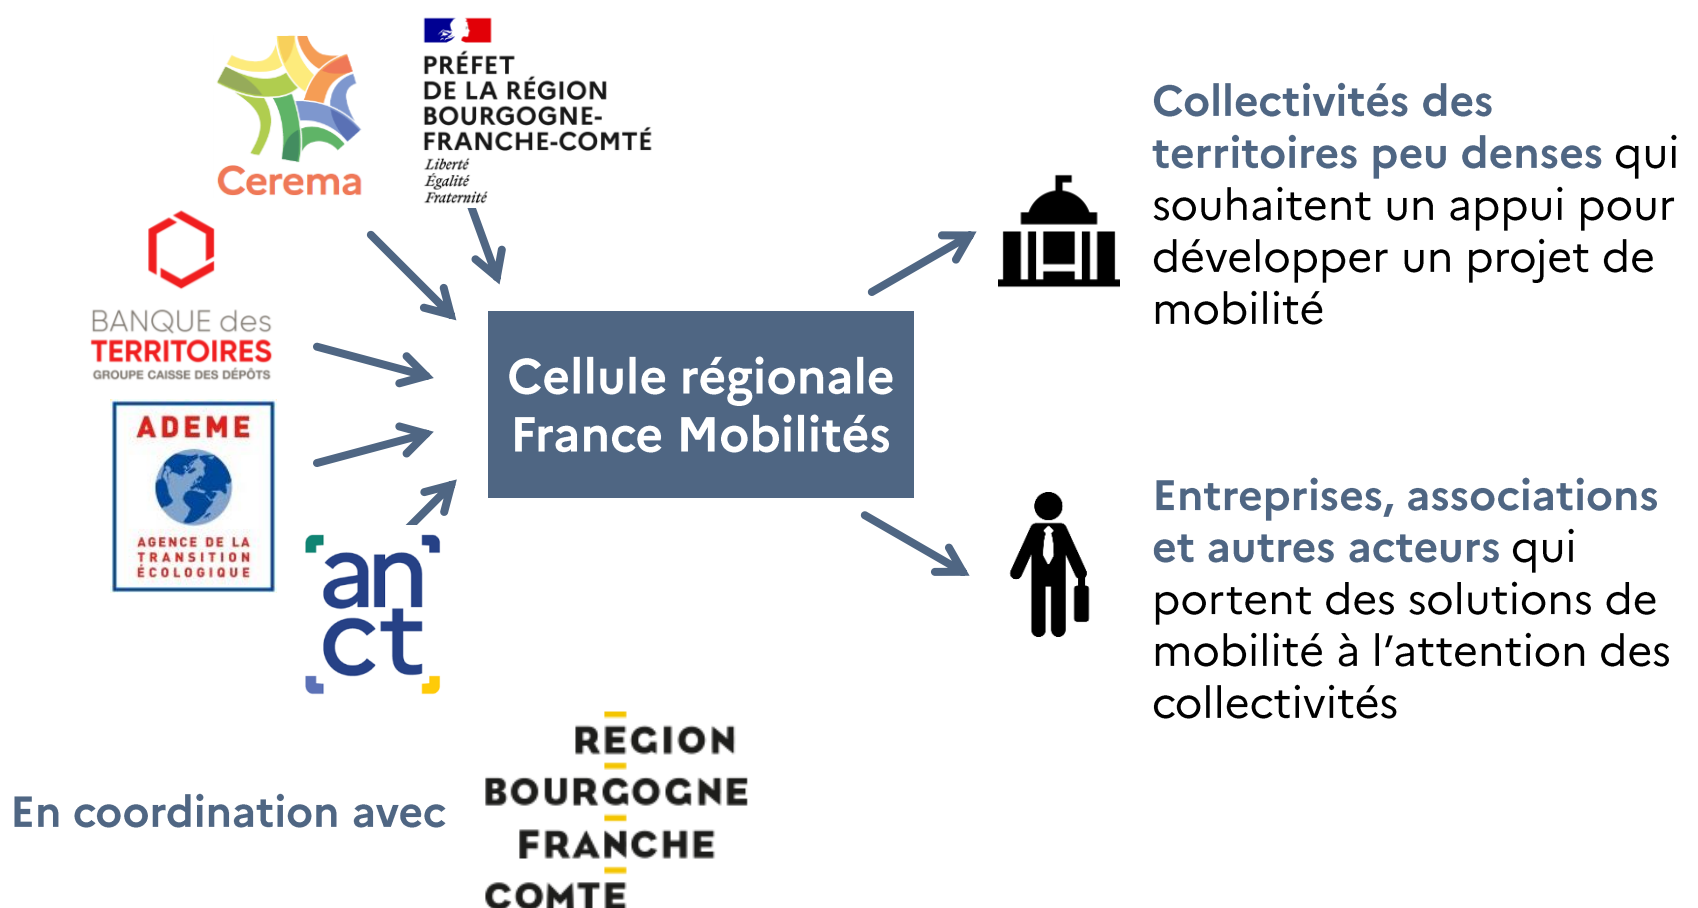 Cerema
PRÉFET
DE LA RÉGION
BOURGOGNE-
FRANCHE-COMTÉ
Liberté
Égalité
Fraternité
BANQUE des
TERRITOIRES
GROUPE CAISSE DES DÉPÔTS
ADEME
AGENCE DE LA
TRANSITION
ÉCOLOGIQUE
an
ct
Cellule régionale
France Mobilités
Collectivités des
territoires peu denses qui
souhaitent un appui pour
développer un projet de
mobilité
Entreprises, associations
et autres acteurs qui
portent des solutions de
mobilité à l’attention des
collectivités
En coordination avec
REGION
BOURGOGNE
FRANCHE
COMTE